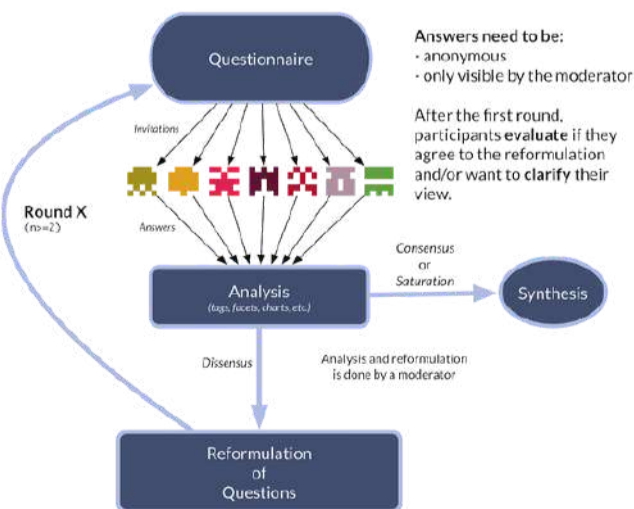 Questionnaire
Answers need to be:
- anonymous
- only visible by the moderator
After the first round,
participants evaluate if they
agree to the reformulation
and/or want to clarify their
view.
Invitations
Round X
(n>=2)
Answers
Consensus
or
Saturation
Analysis
(tags, facets, charts, etc.)
Synthesis
Dissensus
Analysis and reformulation
is done by a moderator
Reformulation
of
Questions